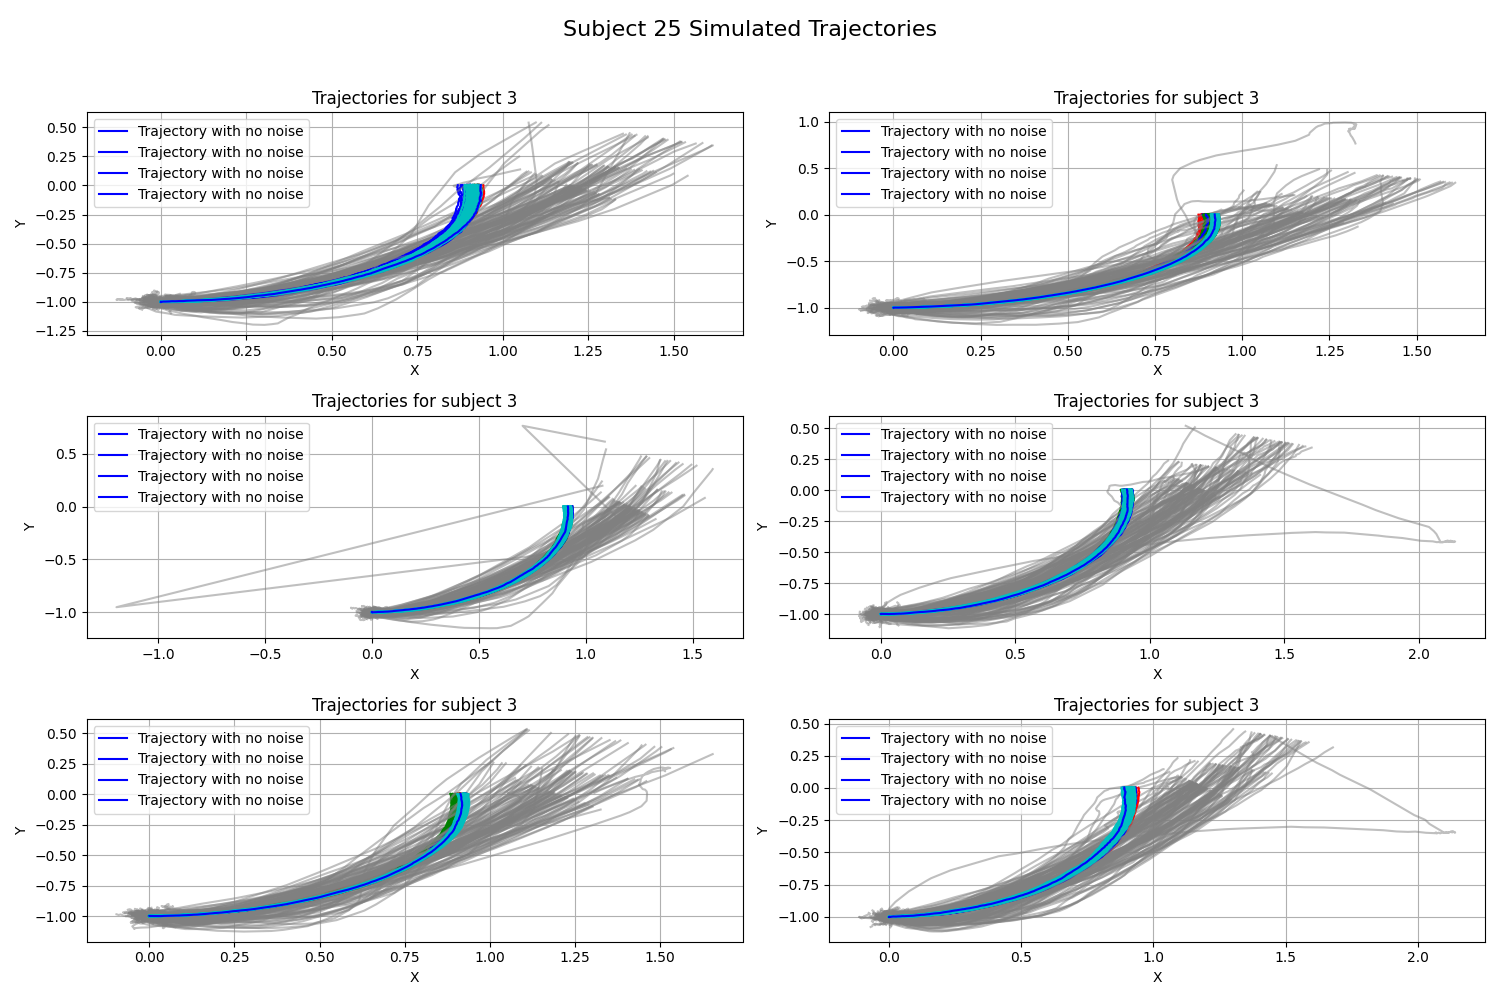 Subject 25 Simulated Trajectories
Trajectories for subject 3
Trajectory with no noise
Trajectory with no noise
Trajectory with no noise
Trajectory with no noise
0.50
0.25
0.00
−0.25
−0.50
−0.75
−1.00
−1.25
Y
0.00 0.25 0.50 0.75 1.00 1.25 1.50
X
Trajectories for subject 3
Trajectory with no noise
Trajectory with no noise
Trajectory with no noise
Trajectory with no noise
1.0
0.5
0.0
−0.5
−1.0
Y
0.00 0.25 0.50 0.75 1.00 1.25 1.50
X
Trajectories for subject 3
Trajectory with no noise
Trajectory with no noise
Trajectory with no noise
Trajectory with no noise
0.5
0.0
−0.5
−1.0
Y
−1.0 −0.5 0.0 0.5 1.0 1.5
X
Trajectories for subject 3
Trajectory with no noise
Trajectory with no noise
Trajectory with no noise
Trajectory with no noise
0.50
0.25
0.00
−0.25
−0.50
−0.75
−1.00
Y
0.0 0.5 1.0 1.5 2.0
X
Trajectories for subject 3
Trajectory with no noise
Trajectory with no noise
Trajectory with no noise
Trajectory with no noise
0.50
0.25
0.00
−0.25
−0.50
−0.75
−1.00
Y
0.00 0.25 0.50 0.75 1.00 1.25 1.50
X
Trajectories for subject 3
Trajectory with no noise
Trajectory with no noise
Trajectory with no noise
Trajectory with no noise
0.50
0.25
0.00
−0.25
−0.50
−0.75
−1.00
Y
0.0 0.5 1.0 1.5 2.0
X